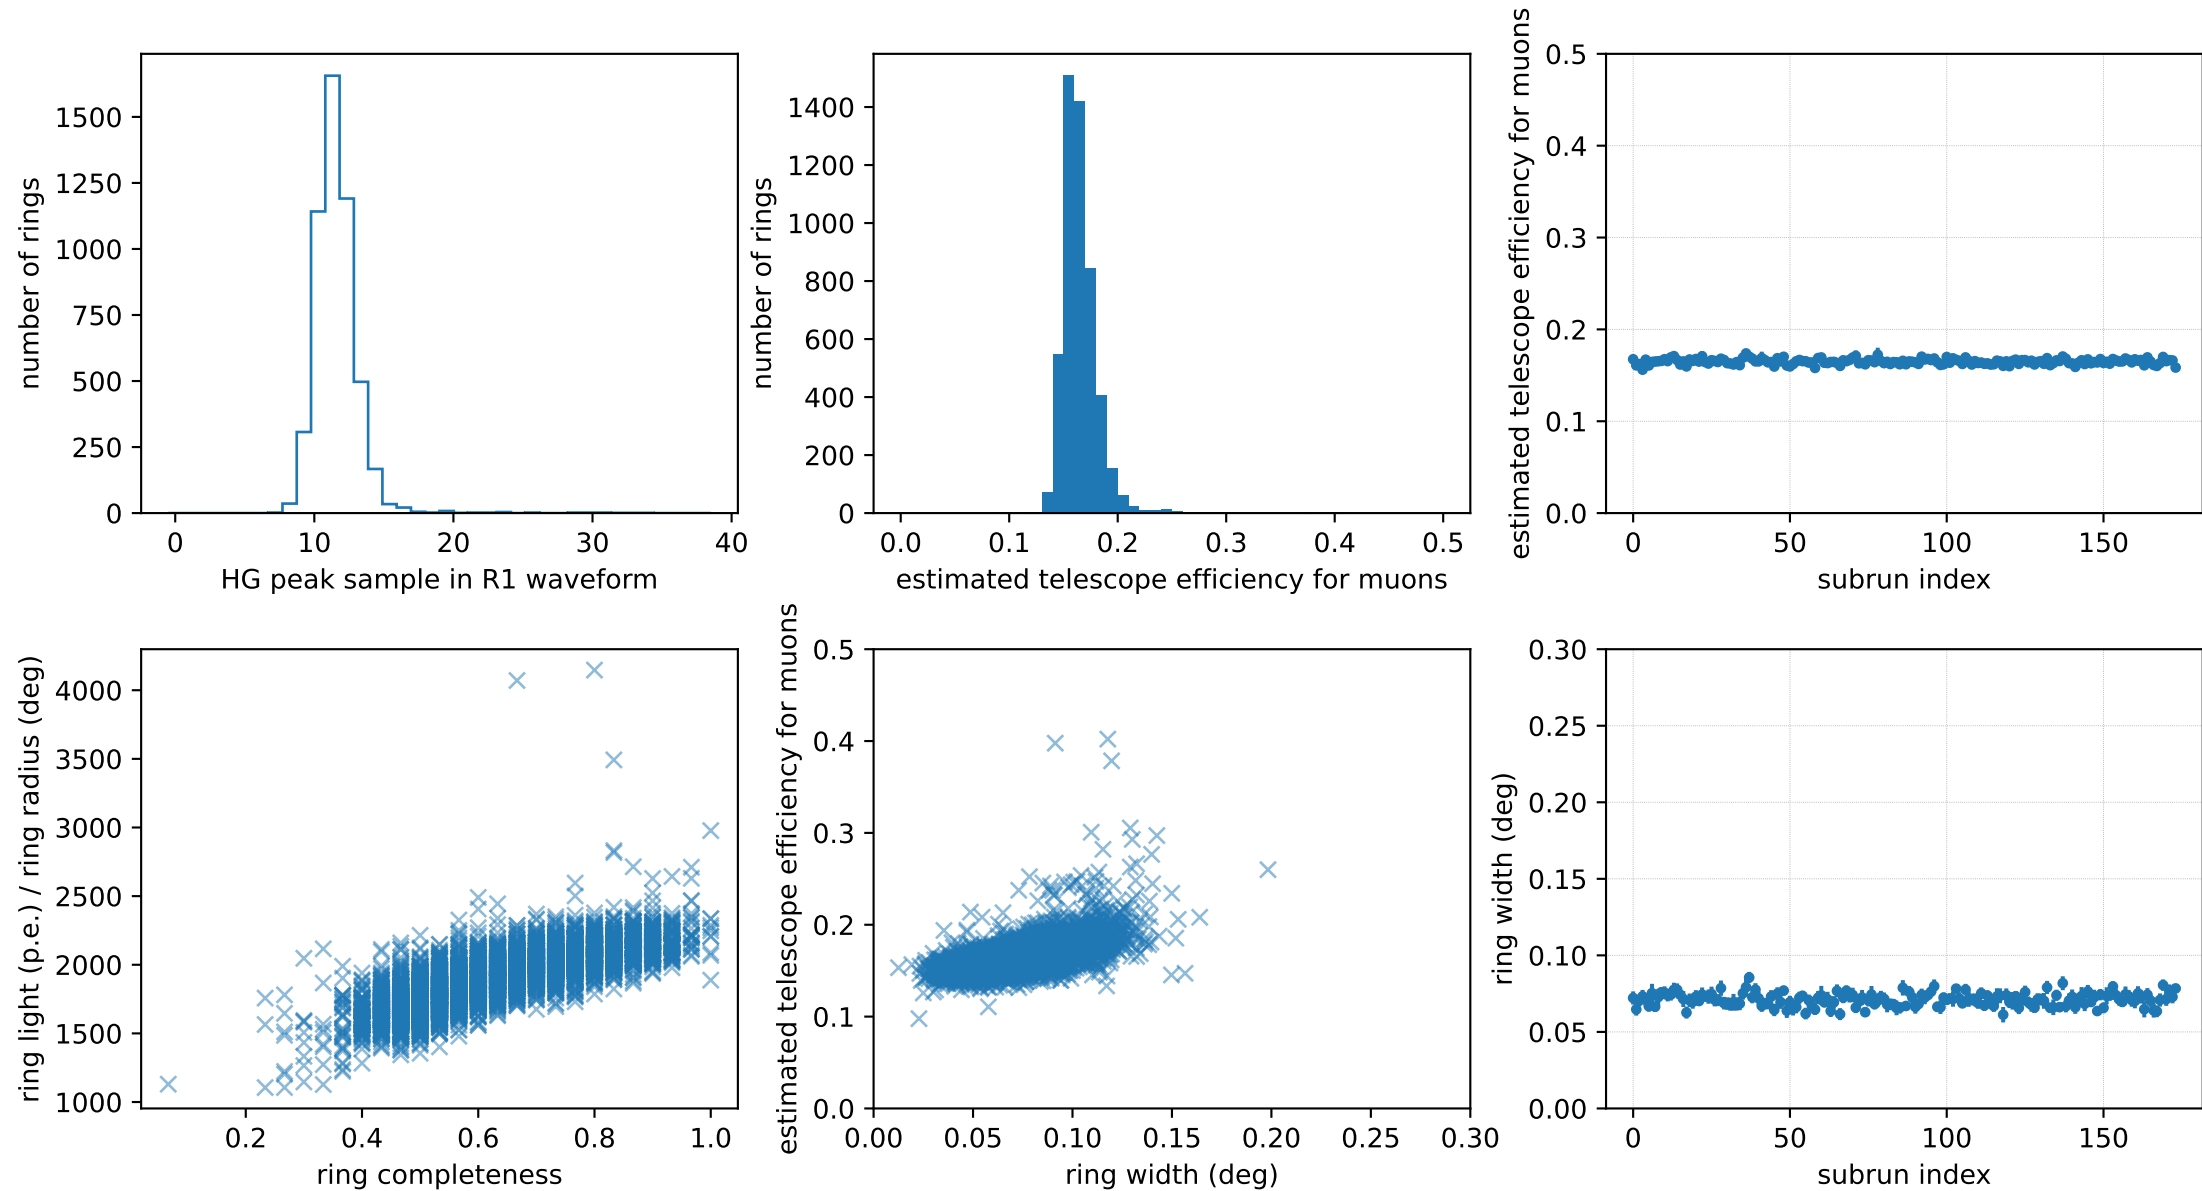 number of rings
1500
1250
1000
750
500
250
0
0 10 20 30 40
HG peak sample in R1 waveform
number of rings
1400
1200
1000
800
600
400
200
0
0.0 0.1 0.2 0.3 0.4 0.5
estimated telescope efficiency for muons
estimated telescope efficiency for muons
0.5
0.4
0.3
0.2
0.1
0.0
0 50 100 150
subrun index
ring light (p.e.) / ring radius (deg)
4000
3500
3000
2500
2000
1500
1000
0.2 0.4 0.6 0.8 1.0
ring completeness
estimated telescope efficiency for muons
0.5
0.4
0.3
0.2
0.1
0.0
0.00 0.05 0.10 0.15 0.20 0.25 0.30
ring width (deg)
ring width (deg)
0.30
0.25
0.20
0.15
0.10
0.05
0.00
0 50 100 150
subrun index